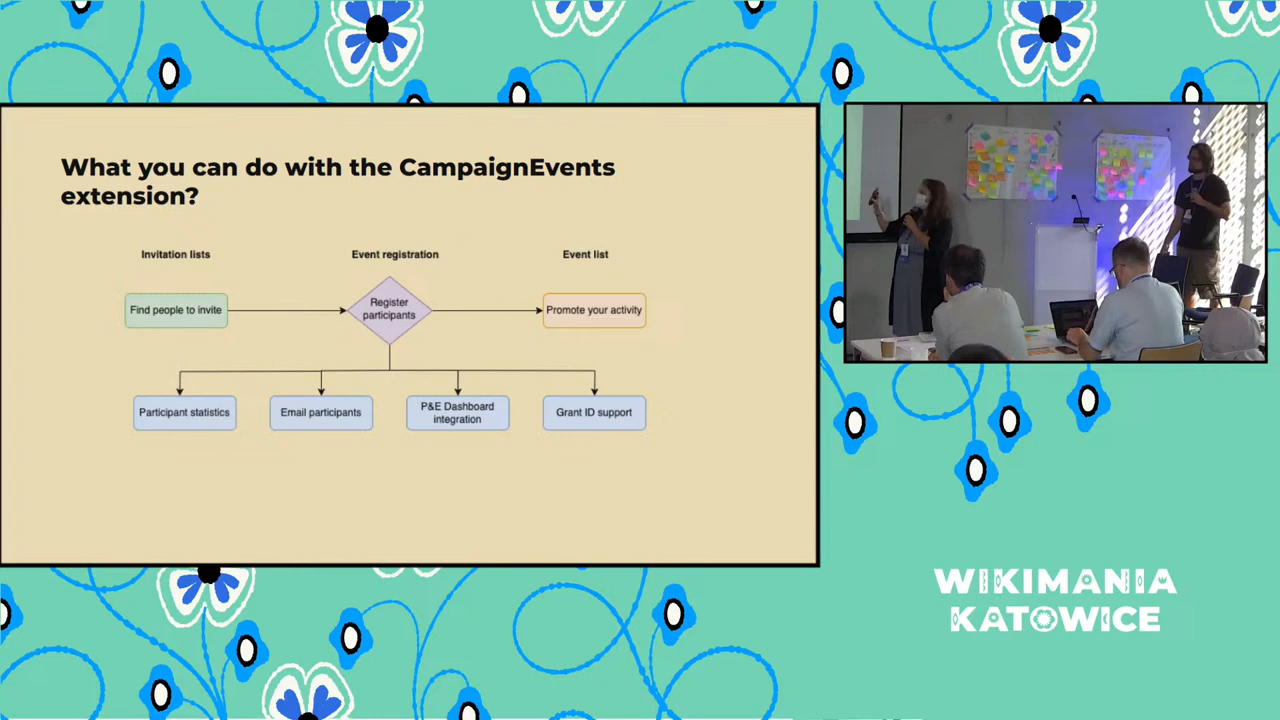 What you can do with the CampaignEvents
extension?
Invitation lists
Event registration
Event list
Find people to invite
Register
participants
Promote your activity
Participant statistics
Email participants
P&E Dashboard
integration
Grant ID support
WIKIMANIA
KATOWICE